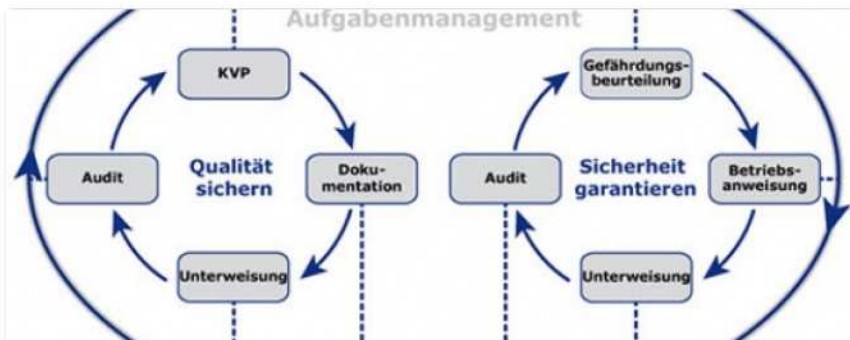 Aufgabenmanagement
KVP
Audit
Qualität
sichern
Doku-
mentation
Unterweisung
Gefährdungs-
beurteilung
Audit
Sicherheit
garantieren
Betriebs-
anweisung
Unterweisung